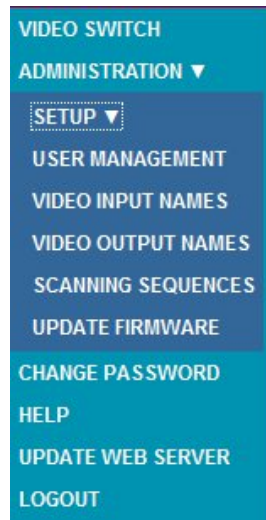 VIDEO SWITCH
ADMINISTRATION ▼
SETUP ▼
USER MANAGEMENT
VIDEO INPUT NAMES
VIDEO OUTPUT NAMES
SCANNING SEQUENCES
UPDATE FIRMWARE
CHANGE PASSWORD
HELP
UPDATE WEB SERVER
LOGOUT